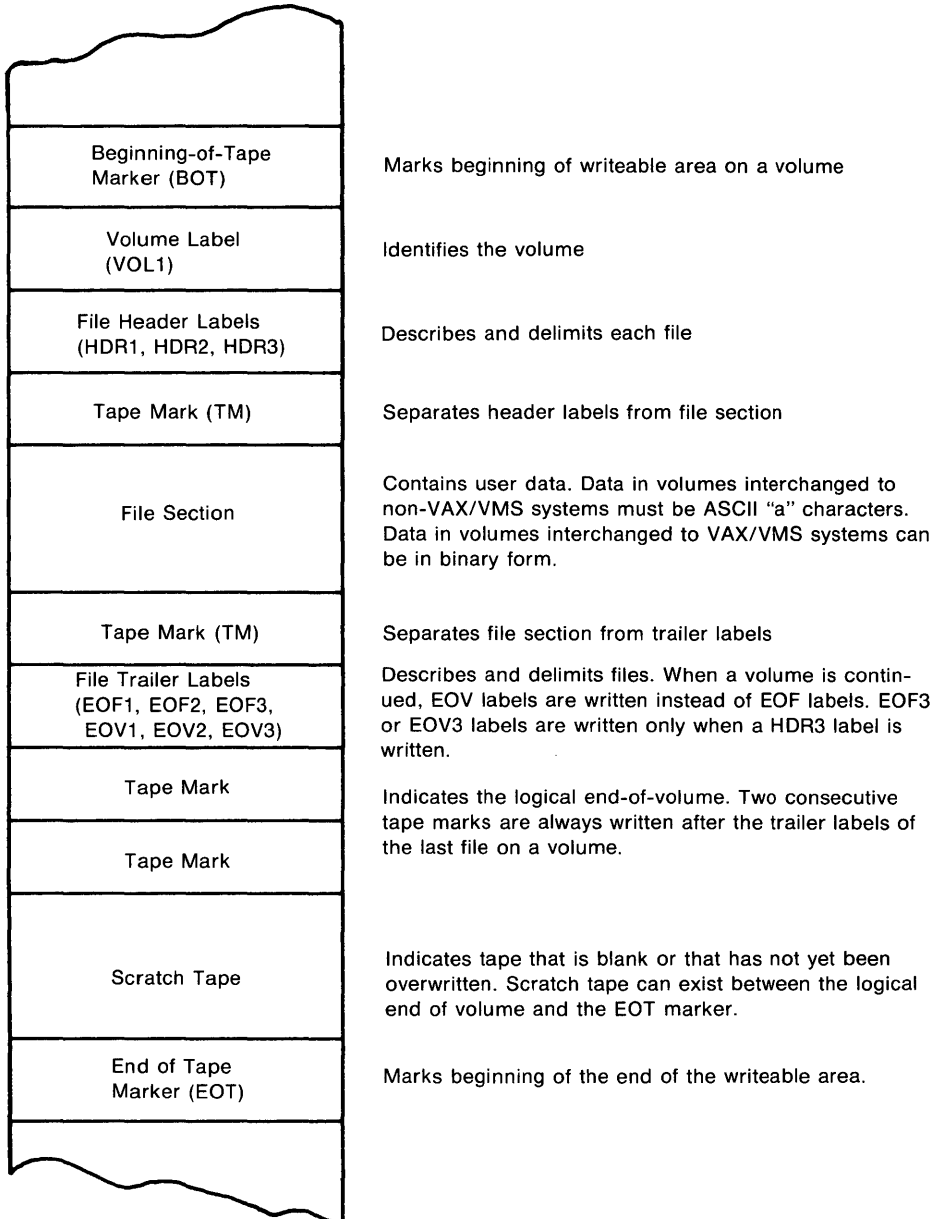 Beginning-of-Tape
Marker (BOT)
Marks beginning of writeable area on a volume
Volume Label
(VOL1)
Identifies the volume
File Header Labels
(HDR1, HDR2, HDR3)
Describes and delimits each file
Tape Mark (TM)
Separates header labels from file section
File Section
Contains user data. Data in volumes interchanged to
non-VAX/VMS systems must be ASCII “a” characters.
Data in volumes interchanged to VAX/VMS systems can
be in binary form.
Tape Mark (TM)
Separates file section from trailer labels
File Trailer Labels
(EOF1, EOF2, EOF3,
EOV1, EOV2, EOV3)
Describes and delimits files. When a volume is contin-
ued, EOV labels are written instead of EOF labels. EOF3
or EOV3 labels are written only when a HDR3 label is
written.
Tape Mark
Tape Mark
Indicates the logical end-of-volume. Two consecutive
tape marks are always written after the trailer labels of
the last file on a volume.
Scratch Tape
Indicates tape that is blank or that has not yet been
overwritten. Scratch tape can exist between the logical
end of volume and the EOT marker.
End of Tape
Marker (EOT)
Marks beginning of the end of the writeable area.